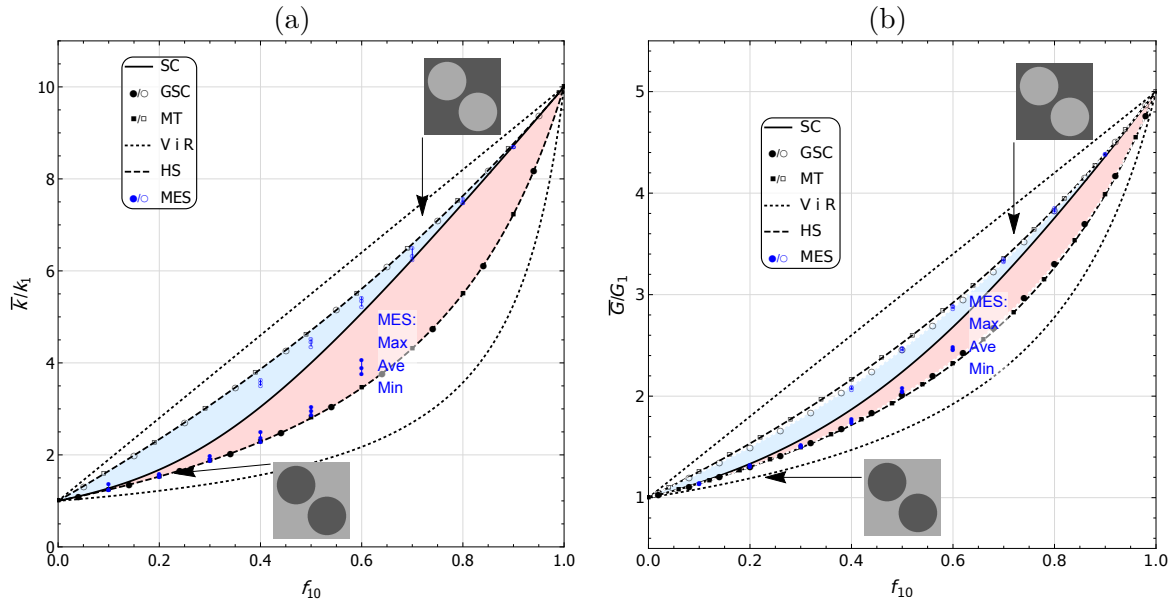 (a)
SC
GSC
MT
V i R
HS
MES
MES:
Max
Ave
Min
k̅/k₁
0
2
4
6
8
10
0.0
0.2
0.4
0.6
0.8
1.0
f₁₀
(b)
SC
GSC
MT
V i R
HS
MES
MES:
Max
Ave
Min
G̅/G₁
0
1
2
3
4
5
0.0
0.2
0.4
0.6
0.8
1.0
f₁₀